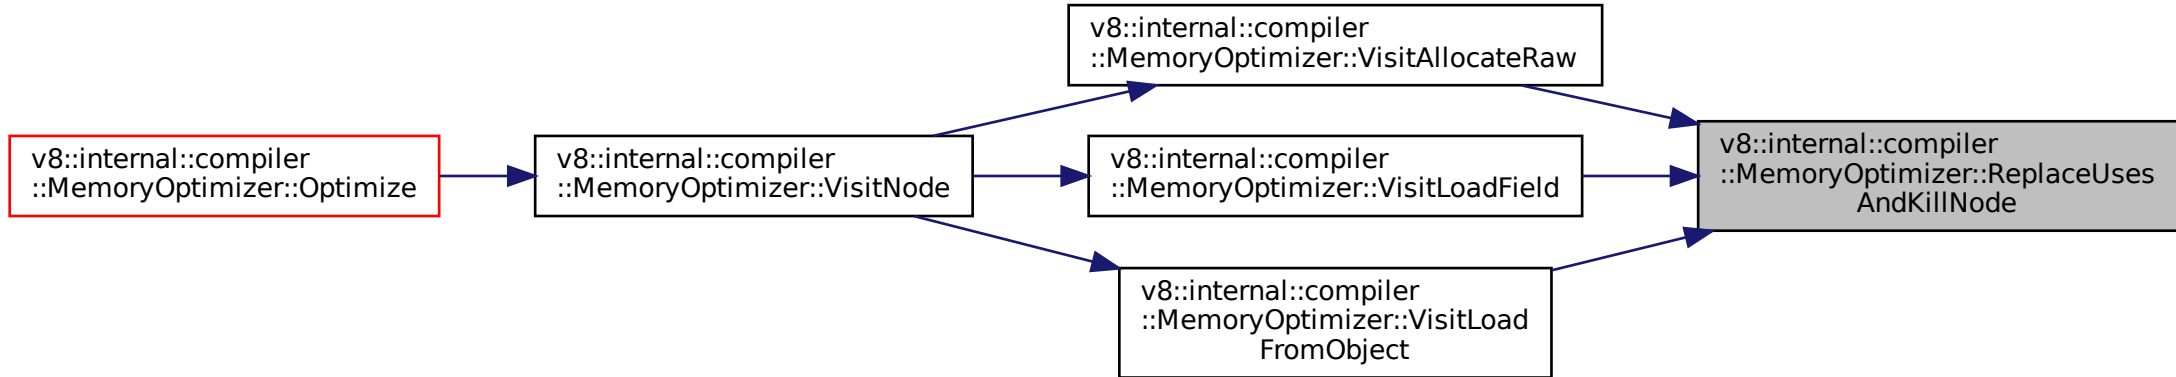 v8::internal::compiler
::MemoryOptimizer::Optimize
v8::internal::compiler
::MemoryOptimizer::VisitNode
v8::internal::compiler
::MemoryOptimizer::VisitAllocateRaw
v8::internal::compiler
::MemoryOptimizer::VisitLoadField
v8::internal::compiler
::MemoryOptimizer::VisitLoad
FromObject
v8::internal::compiler
::MemoryOptimizer::ReplaceUses
AndKillNode